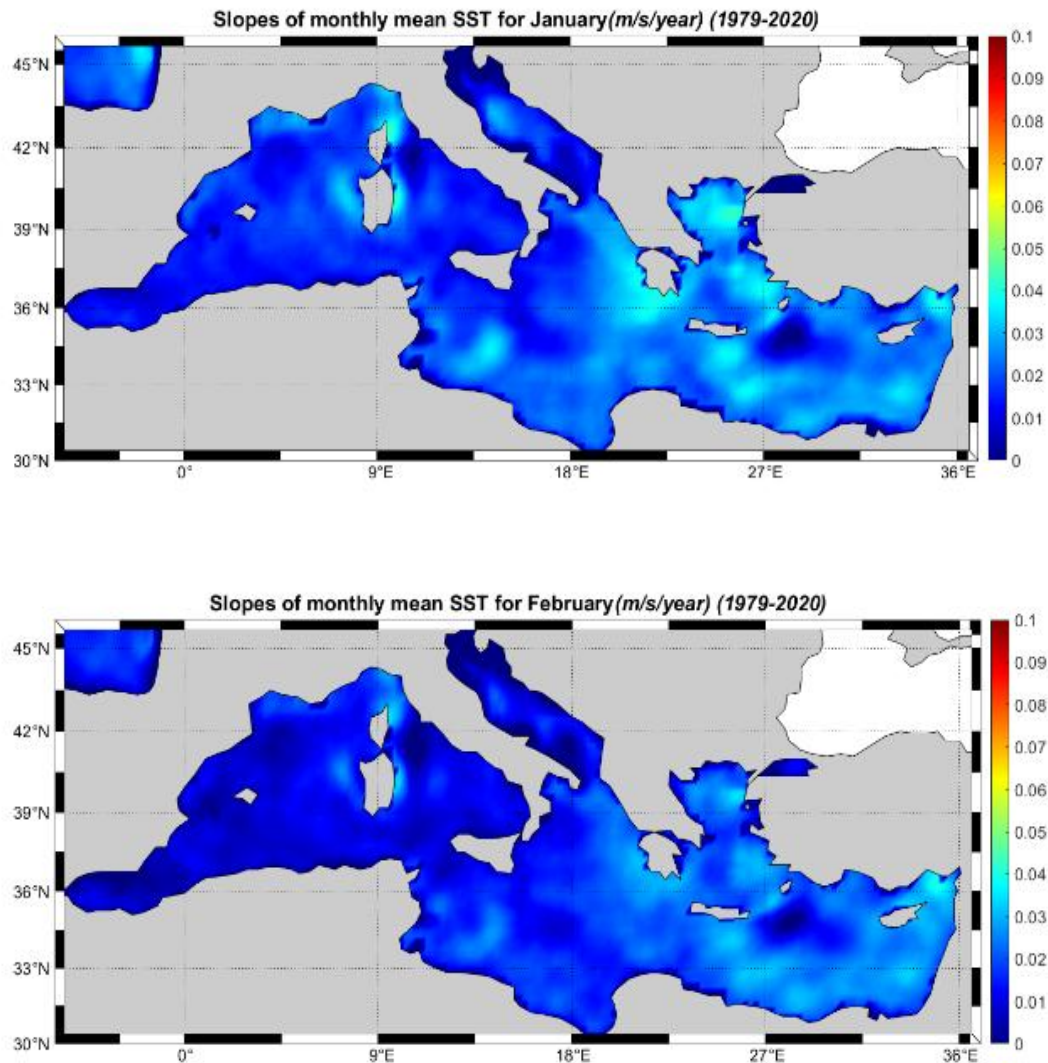 Slopes of monthly mean SST for January(m/s/year) (1979-2020)
45°N
42°N
39°N
36°N
33°N
30°N
0°
9°E
18°E
27°E
36°E
0.1
0.09
0.08
0.07
0.06
0.05
0.04
0.03
0.02
0.01
0
Slopes of monthly mean SST for February(m/s/year) (1979-2020)
45°N
42°N
39°N
36°N
33°N
30°N
0°
9°E
18°E
27°E
36°E
0.1
0.09
0.08
0.07
0.06
0.05
0.04
0.03
0.02
0.01
0